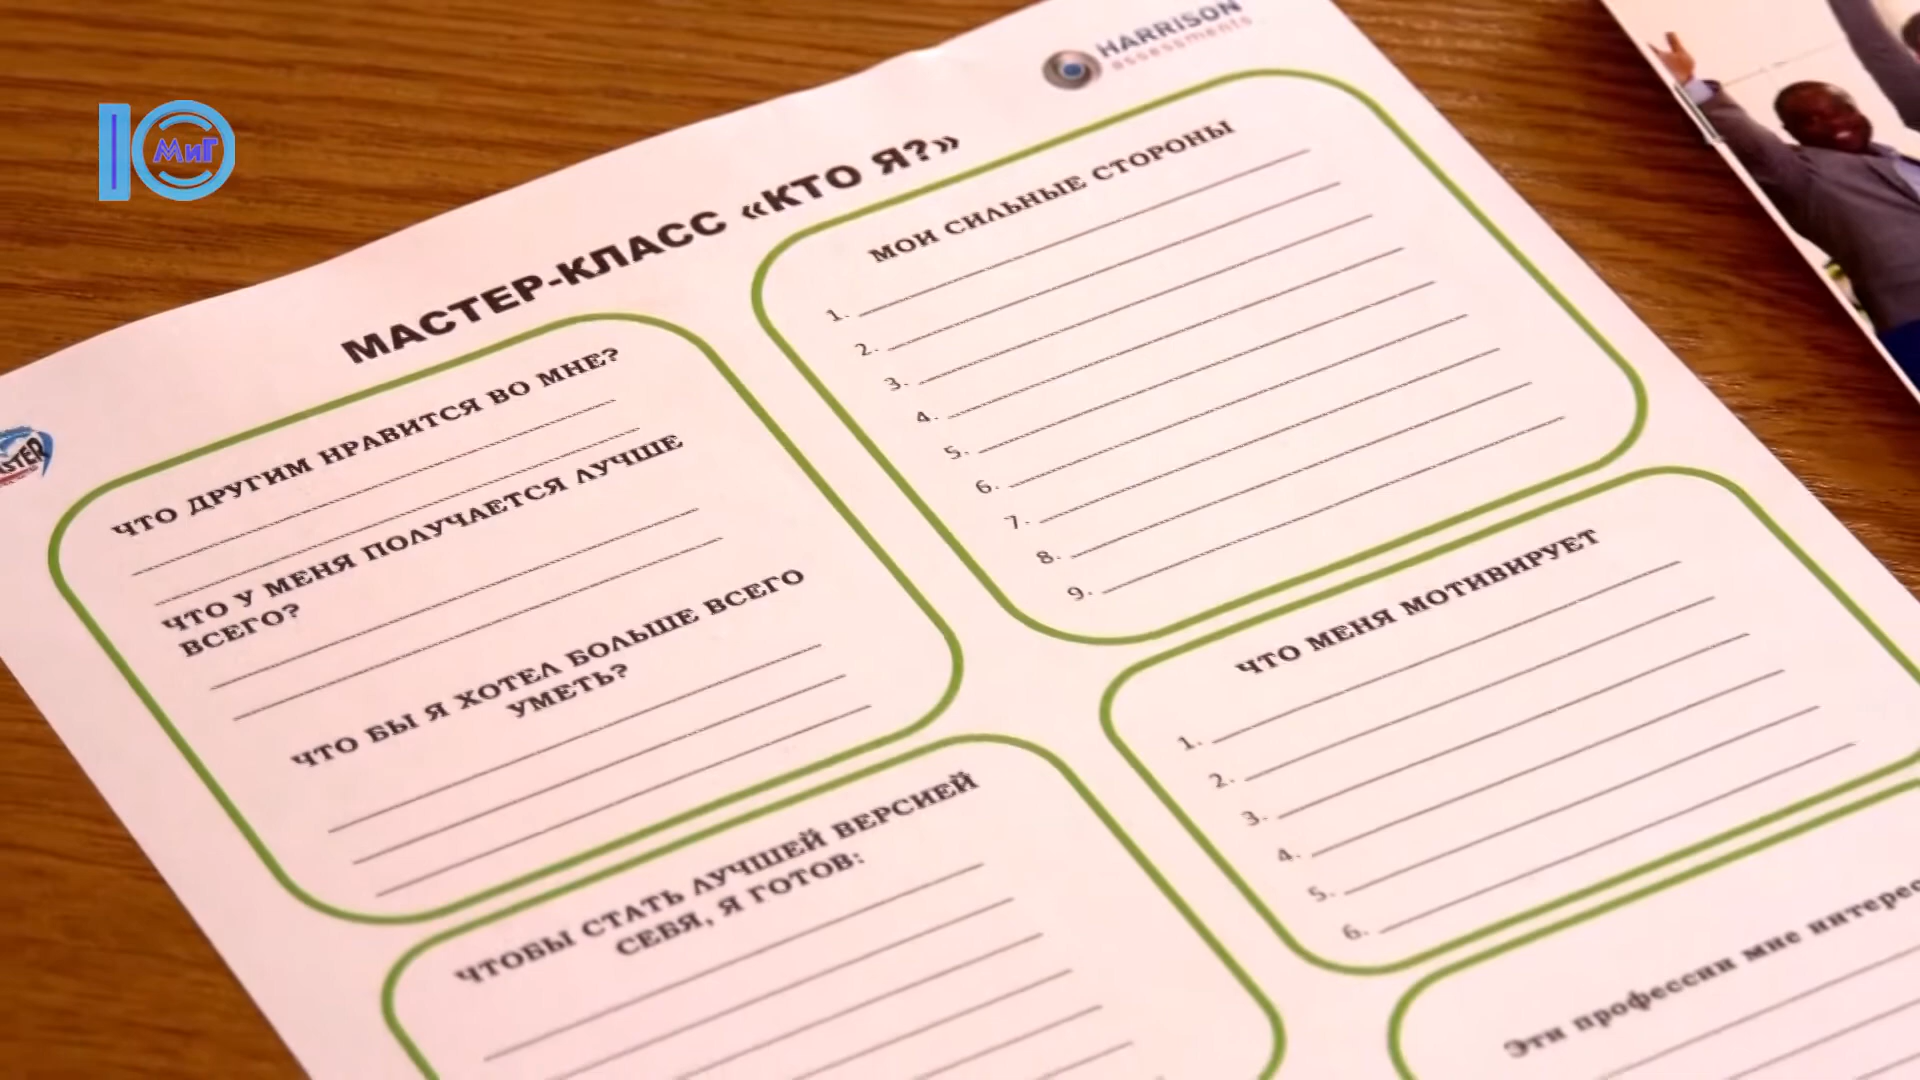 HARRISON
assessments
МиГ
МАСТЕР-КЛАСС «КТО Я?»
ЧТО ДРУГИМ НРАВИТСЯ ВО МНЕ?
ЧТО У МЕНЯ ПОЛУЧАЕТСЯ ЛУЧШЕ
ВСЕГО?
ЧТО БЫ Я ХОТЕЛ БОЛЬШЕ ВСЕГО
УМЕТЬ?
МОИ СИЛЬНЫЕ СТОРОНЫ
1.
2.
3.
4.
5.
6.
7.
8.
9.
ЧТОБЫ СТАТЬ ЛУЧШЕЙ ВЕРСИЕЙ
СЕБЯ, Я ГОТОВ:
ЧТО МЕНЯ МОТИВИРУЕТ
1.
2.
3.
4.
5.
6.
Эти профессии мне